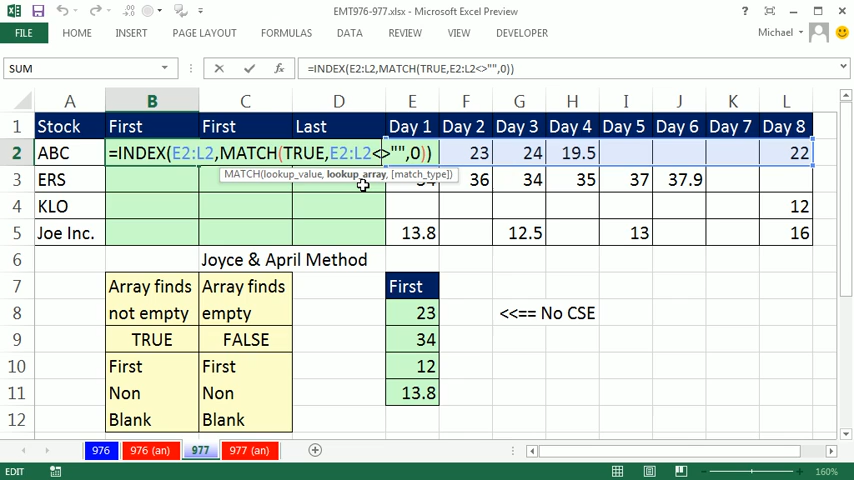 EMT976-977.xlsx - Microsoft Excel Preview
FILE HOME INSERT PAGE LAYOUT FORMULAS DATA REVIEW VIEW DEVELOPER Michael
SUM =INDEX(E2:L2,MATCH(TRUE,E2:L2<>"",0))
A B C D E F G H I J K L
1 Stock First First Last Day 1 Day 2 Day 3 Day 4 Day 5 Day 6 Day 7 Day 8
2 ABC =INDEX(E2:L2,MATCH(TRUE,E2:L2<>"",0)) 23 24 19.5 22
MATCH(lookup_value, lookup_array, [match_type])
3 ERS 34 36 34 35 37 37.9
4 KLO 12
5 Joe Inc. 13.8 12.5 13 16
6 Joyce & April Method
7 Array finds Array finds First
8 not empty empty 23 <<== No CSE
9 TRUE FALSE 34
10 First First 12
11 Non Non 13.8
12 Blank Blank
976 976 (an) 977 977 (an)
EDIT 160%